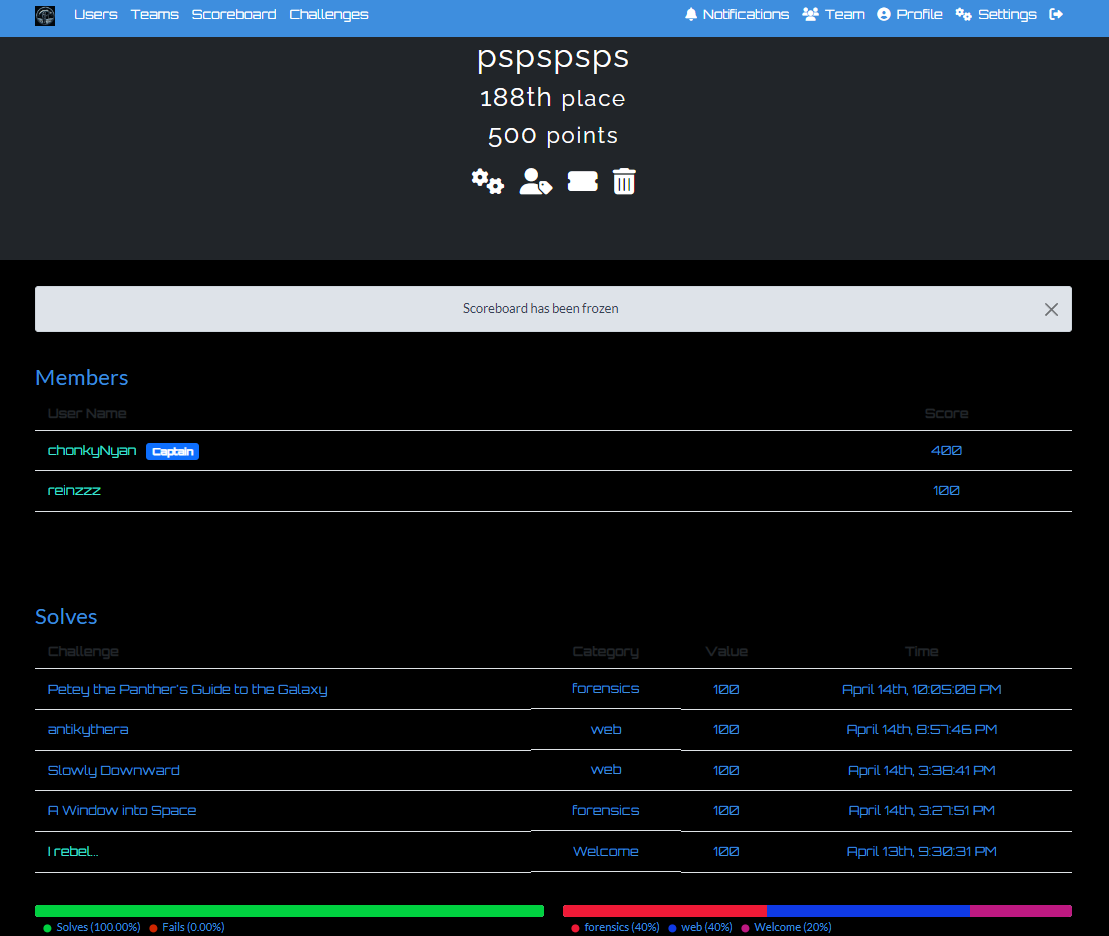 Users Teams Scoreboard Challenges Notifications Team Profile Settings
pspspsps
188th place
500 points
Scoreboard has been frozen
Members
User Name Score
chonkyNyan Captain 400
reinzzz 100
Solves
Challenge Category Value Time
Petey the Panther's Guide to the Galaxy forensics 100 April 14th, 10:05:08 PM
antikythera web 100 April 14th, 8:57:46 PM
Slowly Downward web 100 April 14th, 3:38:41 PM
A Window into Space forensics 100 April 14th, 3:27:51 PM
I rebel... Welcome 100 April 13th, 9:30:31 PM
Solves (100.00%) Fails (0.00%) forensics (40%) web (40%) Welcome (20%)